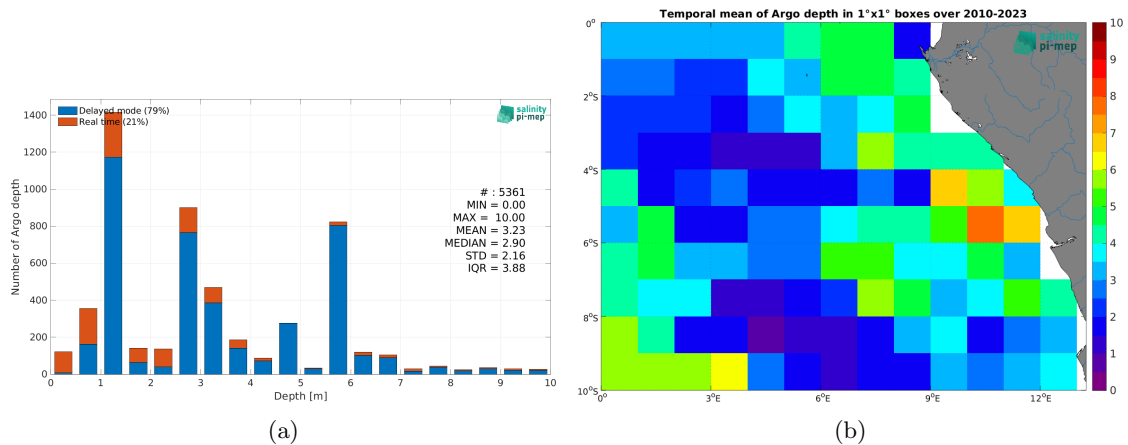 Delayed mode (79%)
Real time (21%)
salinity
pi-mep
1400
1200
1000
800
600
400
200
0
Number of Argo depth
# : 5361
MIN = 0.00
MAX = 10.00
MEAN = 3.23
MEDIAN = 2.90
STD = 2.16
IQR = 3.88
0 1 2 3 4 5 6 7 8 9 10
Depth [m]
(a)
Temporal mean of Argo depth in 1°x1° boxes over 2010-2023
salinity
pi-mep
0°
2°S
4°S
6°S
8°S
10°S
0° 3°E 6°E 9°E 12°E
10
9
8
7
6
5
4
3
2
1
0
(b)